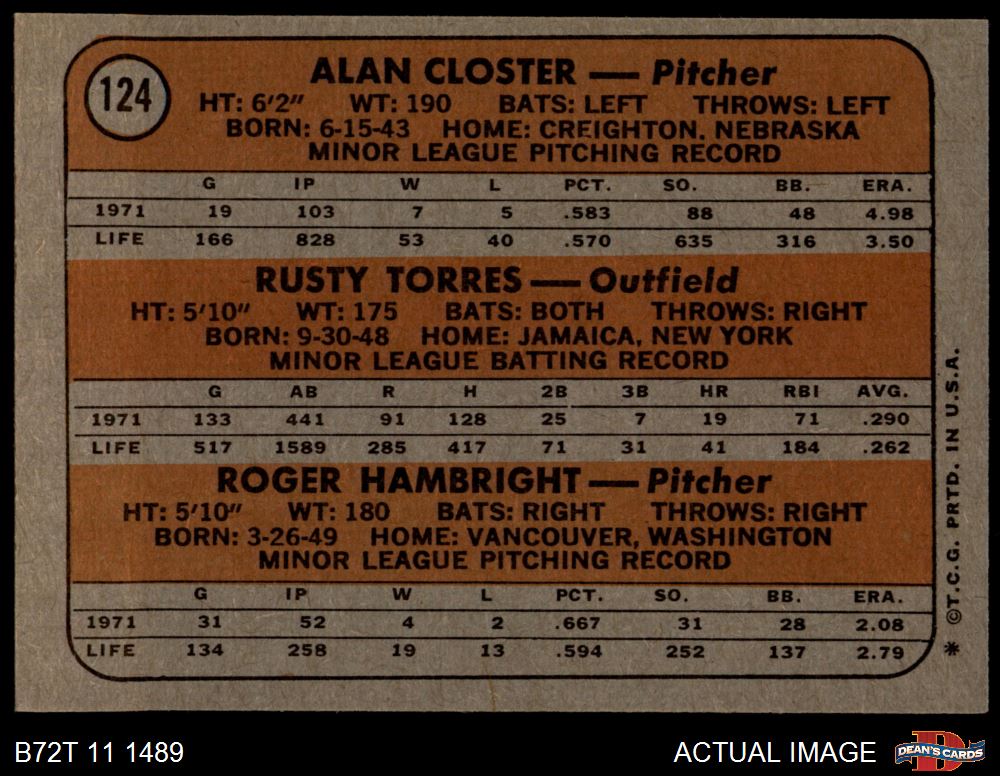 124
ALAN CLOSTER — Pitcher
HT: 6'2" WT: 190 BATS: LEFT THROWS: LEFT
BORN: 6-15-43 HOME: CREIGHTON, NEBRASKA
MINOR LEAGUE PITCHING RECORD
G IP W L PCT. SO. BB. ERA.
1971 19 103 7 5 .583 88 48 4.98
LIFE 166 828 53 40 .570 635 316 3.50
RUSTY TORRES — Outfield
HT: 5'10" WT: 175 BATS: BOTH THROWS: RIGHT
BORN: 9-30-48 HOME: JAMAICA, NEW YORK
MINOR LEAGUE BATTING RECORD
G AB R H 2B 3B HR RBI AVG.
1971 133 441 91 128 25 7 19 71 .290
LIFE 517 1589 285 417 71 31 41 184 .262
ROGER HAMBRIGHT — Pitcher
HT: 5'10" WT: 180 BATS: RIGHT THROWS: RIGHT
BORN: 3-26-49 HOME: VANCOUVER, WASHINGTON
MINOR LEAGUE PITCHING RECORD
G IP W L PCT. SO. BB. ERA.
1971 31 52 4 2 .667 31 28 2.08
LIFE 134 258 19 13 .594 252 137 2.79
* ©T.C.G. PRTD. IN U.S.A.
B72T 11 1489
ACTUAL IMAGE
DEAN'S CARDS